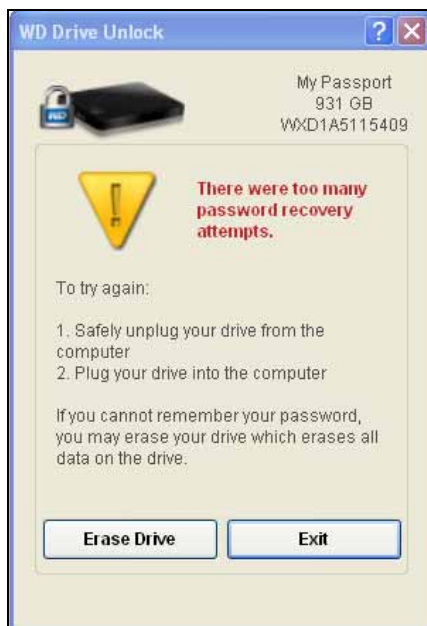 WD Drive Unlock
My Passport
931 GB
WXD1A5115409
WD
There were too many
password recovery
attempts.
To try again:
1. Safely unplug your drive from the
computer
2. Plug your drive into the computer
If you cannot remember your password,
you may erase your drive which erases all
data on the drive.
Erase Drive
Exit